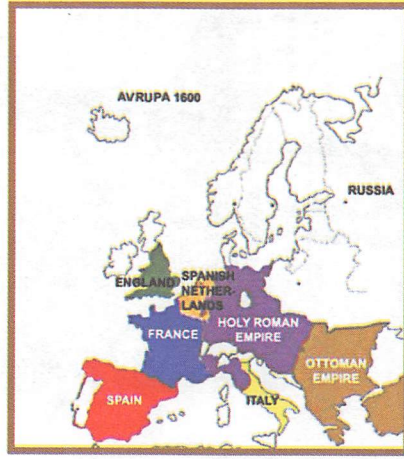 AVRUPA 1600
RUSSIA
ENGLAND
SPANISH
NETHER-
LANDS
FRANCE
HOLY ROMAN
EMPIRE
OTTOMAN
EMPIRE
SPAIN
ITALY